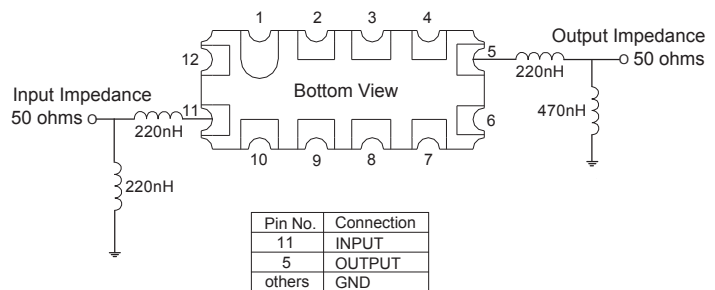 1 2 3 4
Output Impedance
50 ohms
5
220nH
12
Bottom View
Input Impedance
50 ohms
11
220nH
470nH
6
10 9 8 7
220nH
Pin No. Connection
11 INPUT
5 OUTPUT
others GND